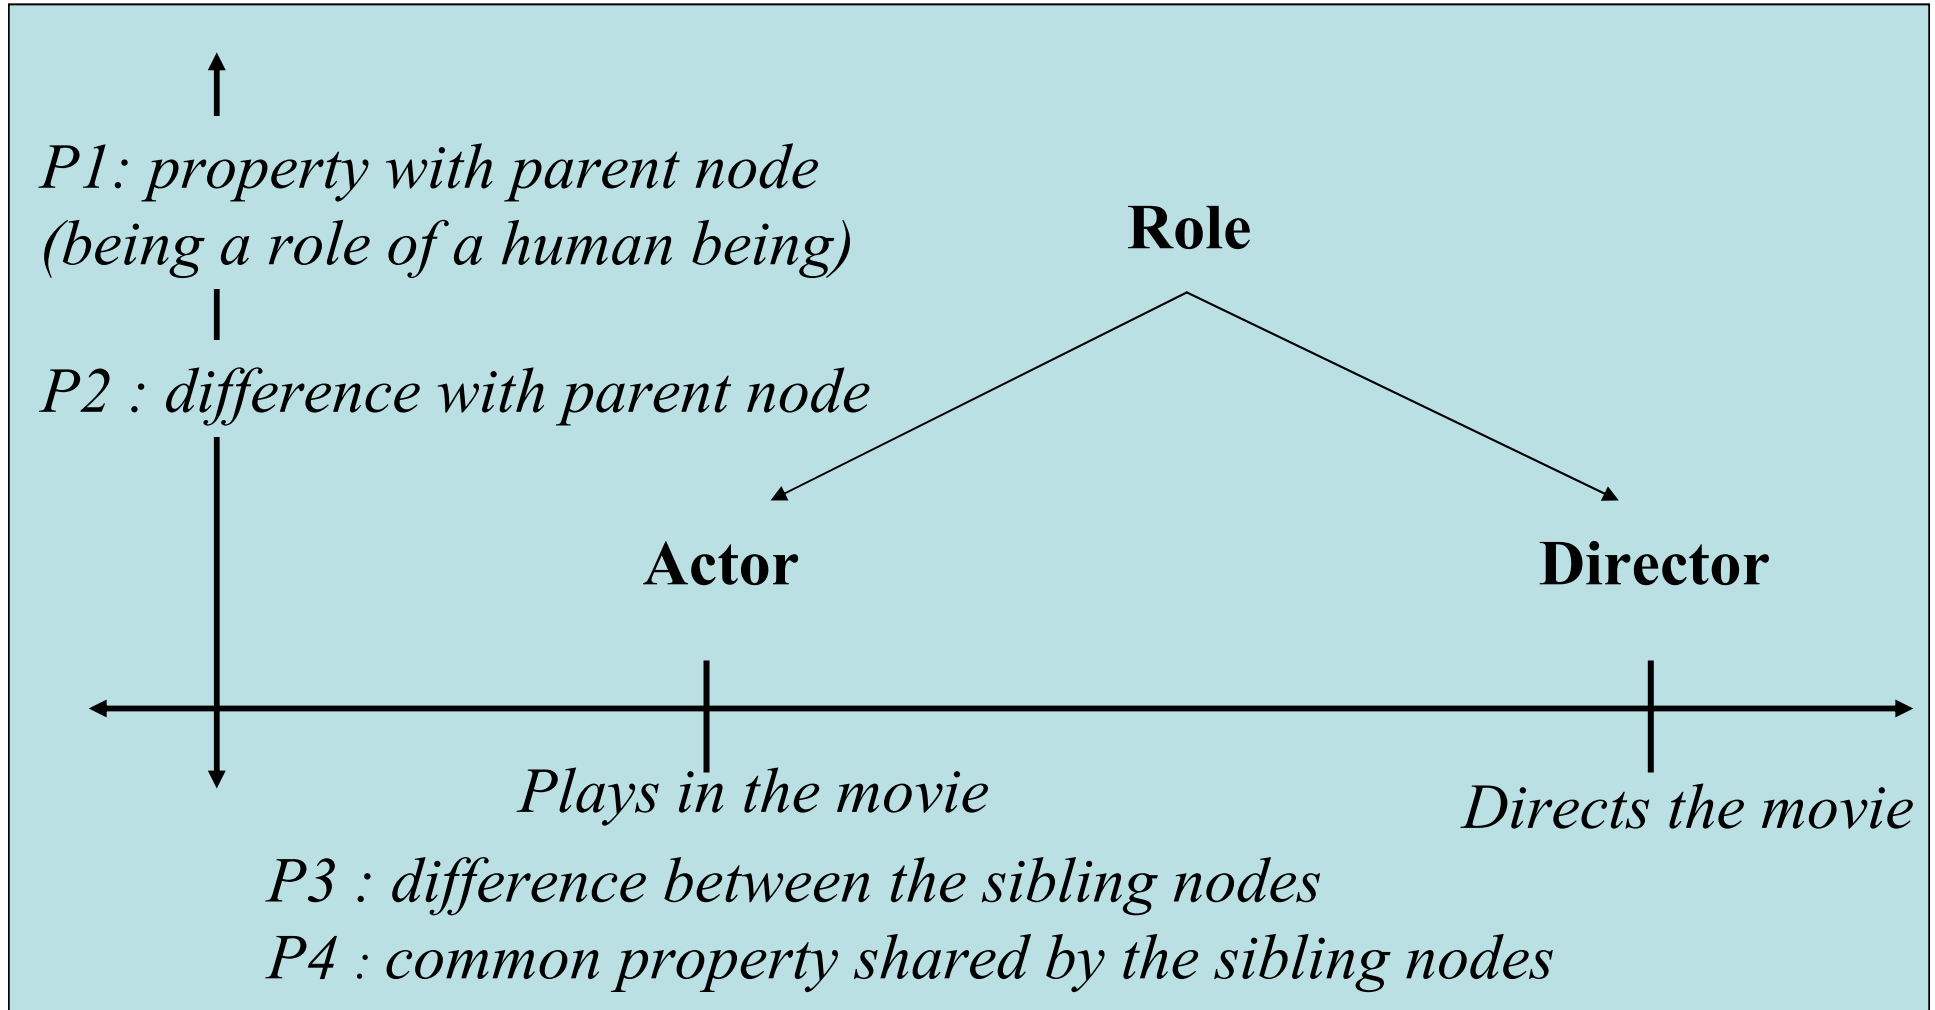 P1: property with parent node
(being a role of a human being)
Role
P2 : difference with parent node
Actor
Director
Plays in the movie
Directs the movie
P3 : difference between the sibling nodes
P4 : common property shared by the sibling nodes